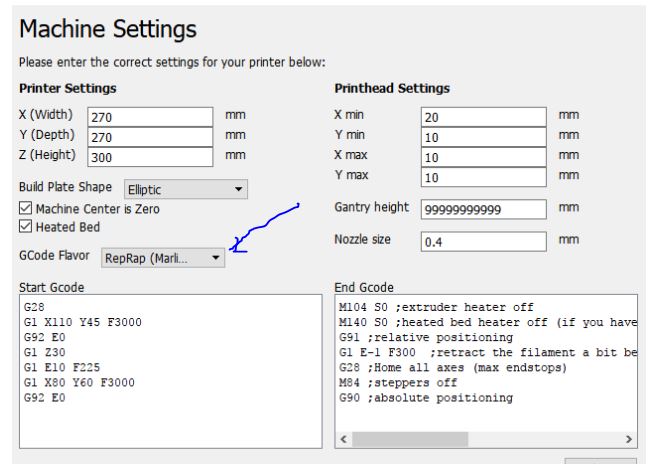 Machine Settings
Please enter the correct settings for your printer below:
Printer Settings
X (Width) 270 mm
Y (Depth) 270 mm
Z (Height) 300 mm
Build Plate Shape Elliptic
Machine Center is Zero
Heated Bed
GCode Flavor RepRap (Marli...
Printhead Settings
X min 20 mm
Y min 10 mm
X max 10 mm
Y max 10 mm
Gantry height 99999999999 mm
Nozzle size 0.4 mm
Start Gcode
G28
G1 X110 Y45 F3000
G92 E0
G1 Z30
G1 E10 F225
G1 X80 Y60 F3000
G92 E0
End Gcode
M104 S0 ;extruder heater off
M140 S0 ;heated bed heater off (if you have
G91 ;relative positioning
G1 E-1 F300 ;retract the filament a bit be
G28 ;Home all axes (max endstops)
M84 ;steppers off
G90 ;absolute positioning